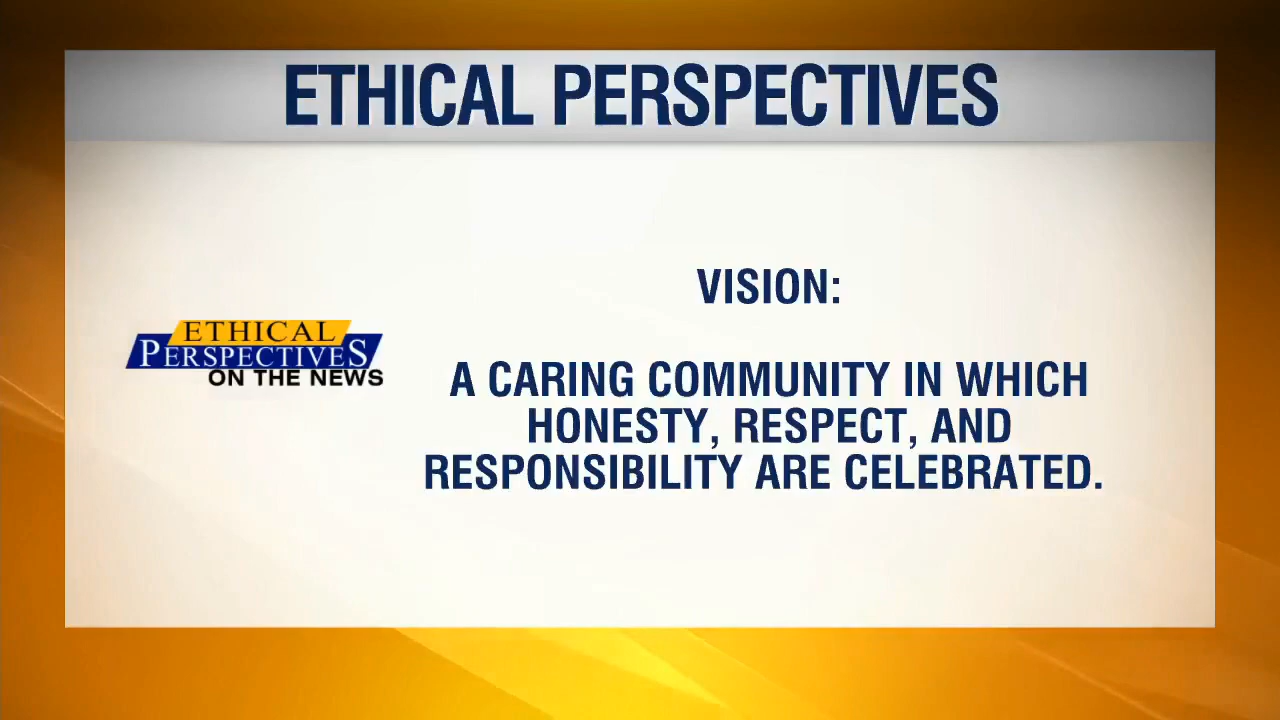 ETHICAL PERSPECTIVES
VISION:
ETHICAL
PERSPECTIVES
ON THE NEWS
A CARING COMMUNITY IN WHICH
HONESTY, RESPECT, AND
RESPONSIBILITY ARE CELEBRATED.